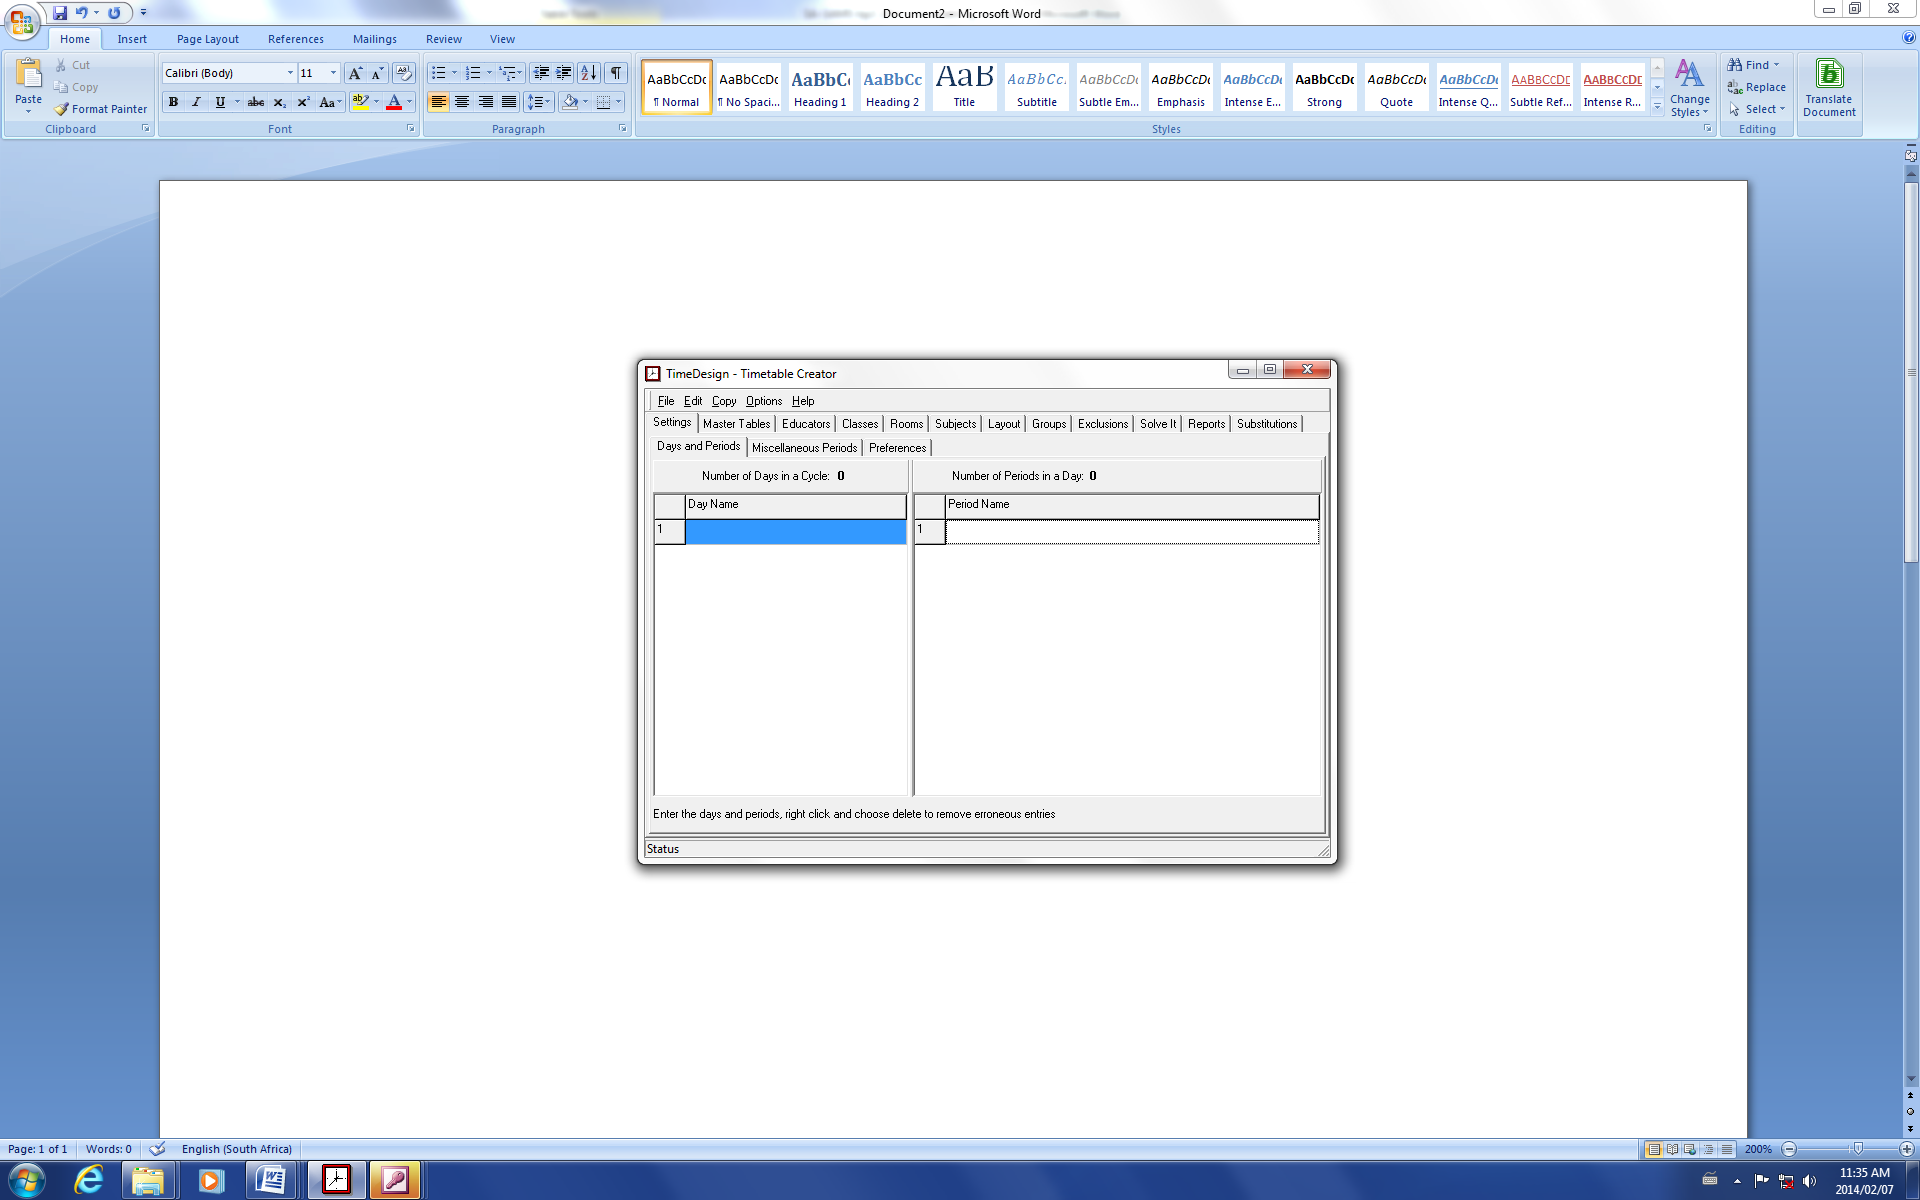 Document2 - Microsoft Word
Home Insert Page Layout References Mailings Review View
Paste
Cut
Copy
Format Painter
Clipboard
Calibri (Body) 11
Font
Paragraph
AaBbCcDc AaBbCcDc AaBbC AaBbCc AaB AaBbCc. AaBbCcDc AaBbCcDc AaBbCcDc AaBbCcDc AaBbCcDc AaBbCcDc AABBCCDD AABBCCDD
¶ Normal ¶ No Spaci... Heading 1 Heading 2 Title Subtitle Subtle Em... Emphasis Intense E... Strong Quote Intense Q... Subtle Ref... Intense R...
Change Styles
Styles
Find
Replace
Select
Editing
Translate Document
TimeDesign - Timetable Creator
File Edit Copy Options Help
Settings Master Tables Educators Classes Rooms Subjects Layout Groups Exclusions Solve It Reports Substitutions
Days and Periods Miscellaneous Periods Preferences
Number of Days in a Cycle: 0 Number of Periods in a Day: 0
Day Name Period Name
1 1
Enter the days and periods, right click and choose delete to remove erroneous entries
Status
Page: 1 of 1 Words: 0 English (South Africa) 200%
11:35 AM
2014/02/07